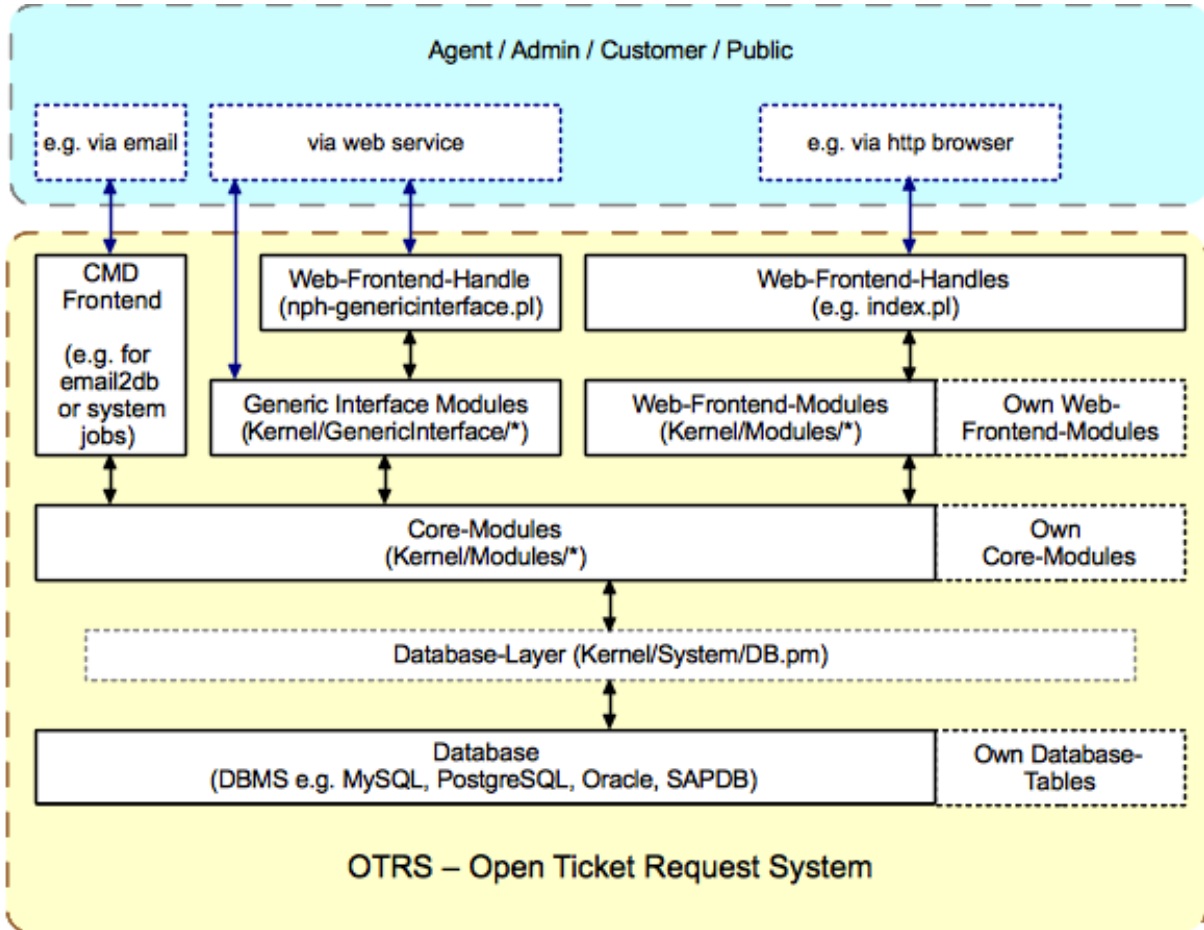 Agent / Admin / Customer / Public
e.g. via email
via web service
e.g. via http browser
CMD
Frontend
(e.g. for
email2db
or system
jobs)
Web-Frontend-Handle
(nph-genericinterface.pl)
Web-Frontend-Handles
(e.g. index.pl)
Generic Interface Modules
(Kernel/GenericInterface/*)
Web-Frontend-Modules
(Kernel/Modules/*)
Own Web-
Frontend-Modules
Core-Modules
(Kernel/Modules/*)
Own
Core-Modules
Database-Layer (Kernel/System/DB.pm)
Database
(DBMS e.g. MySQL, PostgreSQL, Oracle, SAPDB)
Own Database-
Tables
OTRS – Open Ticket Request System